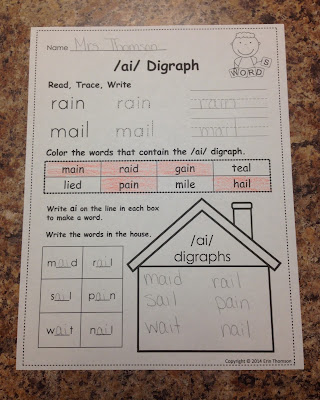 Name Mrs. Thomson
WORDS
/ai/ Digraph
Read, Trace, Write
rain rain rain
mail mail mail
Color the words that contain the /ai/ digraph.
main raid gain teal
lied pain mile hail
Write ai on the line in each box
to make a word.
Write the words in the house.
maid rail
sail pain
wait nail
/ai/
digraphs
maid rail
sail pain
wait nail
Copyright © 2014 Erin Thomson